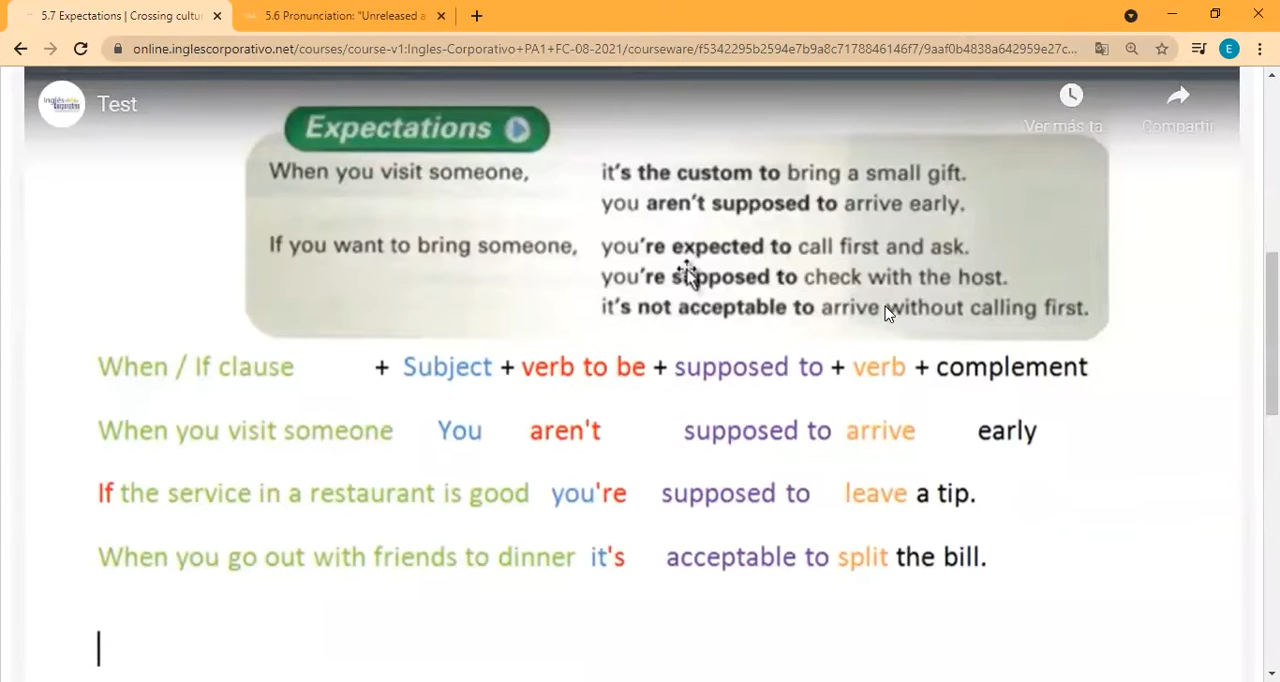 5.7 Expectations | Crossing cultu
5.6 Pronunciation: "Unreleased a
online.inglescorporativo.net/courses/course-v1:Ingles-Corporativo+PA1+FC-08-2021/courseware/f5342295b2594e7b9a8c7178846146f7/9aaf0b4838a642959e27c...
E
Test
Ver más ta
Compartir
Expectations
When you visit someone, it's the custom to bring a small gift.
you aren't supposed to arrive early.
If you want to bring someone, you're expected to call first and ask.
you're supposed to check with the host.
it's not acceptable to arrive without calling first.
When / If clause + Subject + verb to be + supposed to + verb + complement
When you visit someone You aren't supposed to arrive early
If the service in a restaurant is good you're supposed to leave a tip.
When you go out with friends to dinner it's acceptable to split the bill.